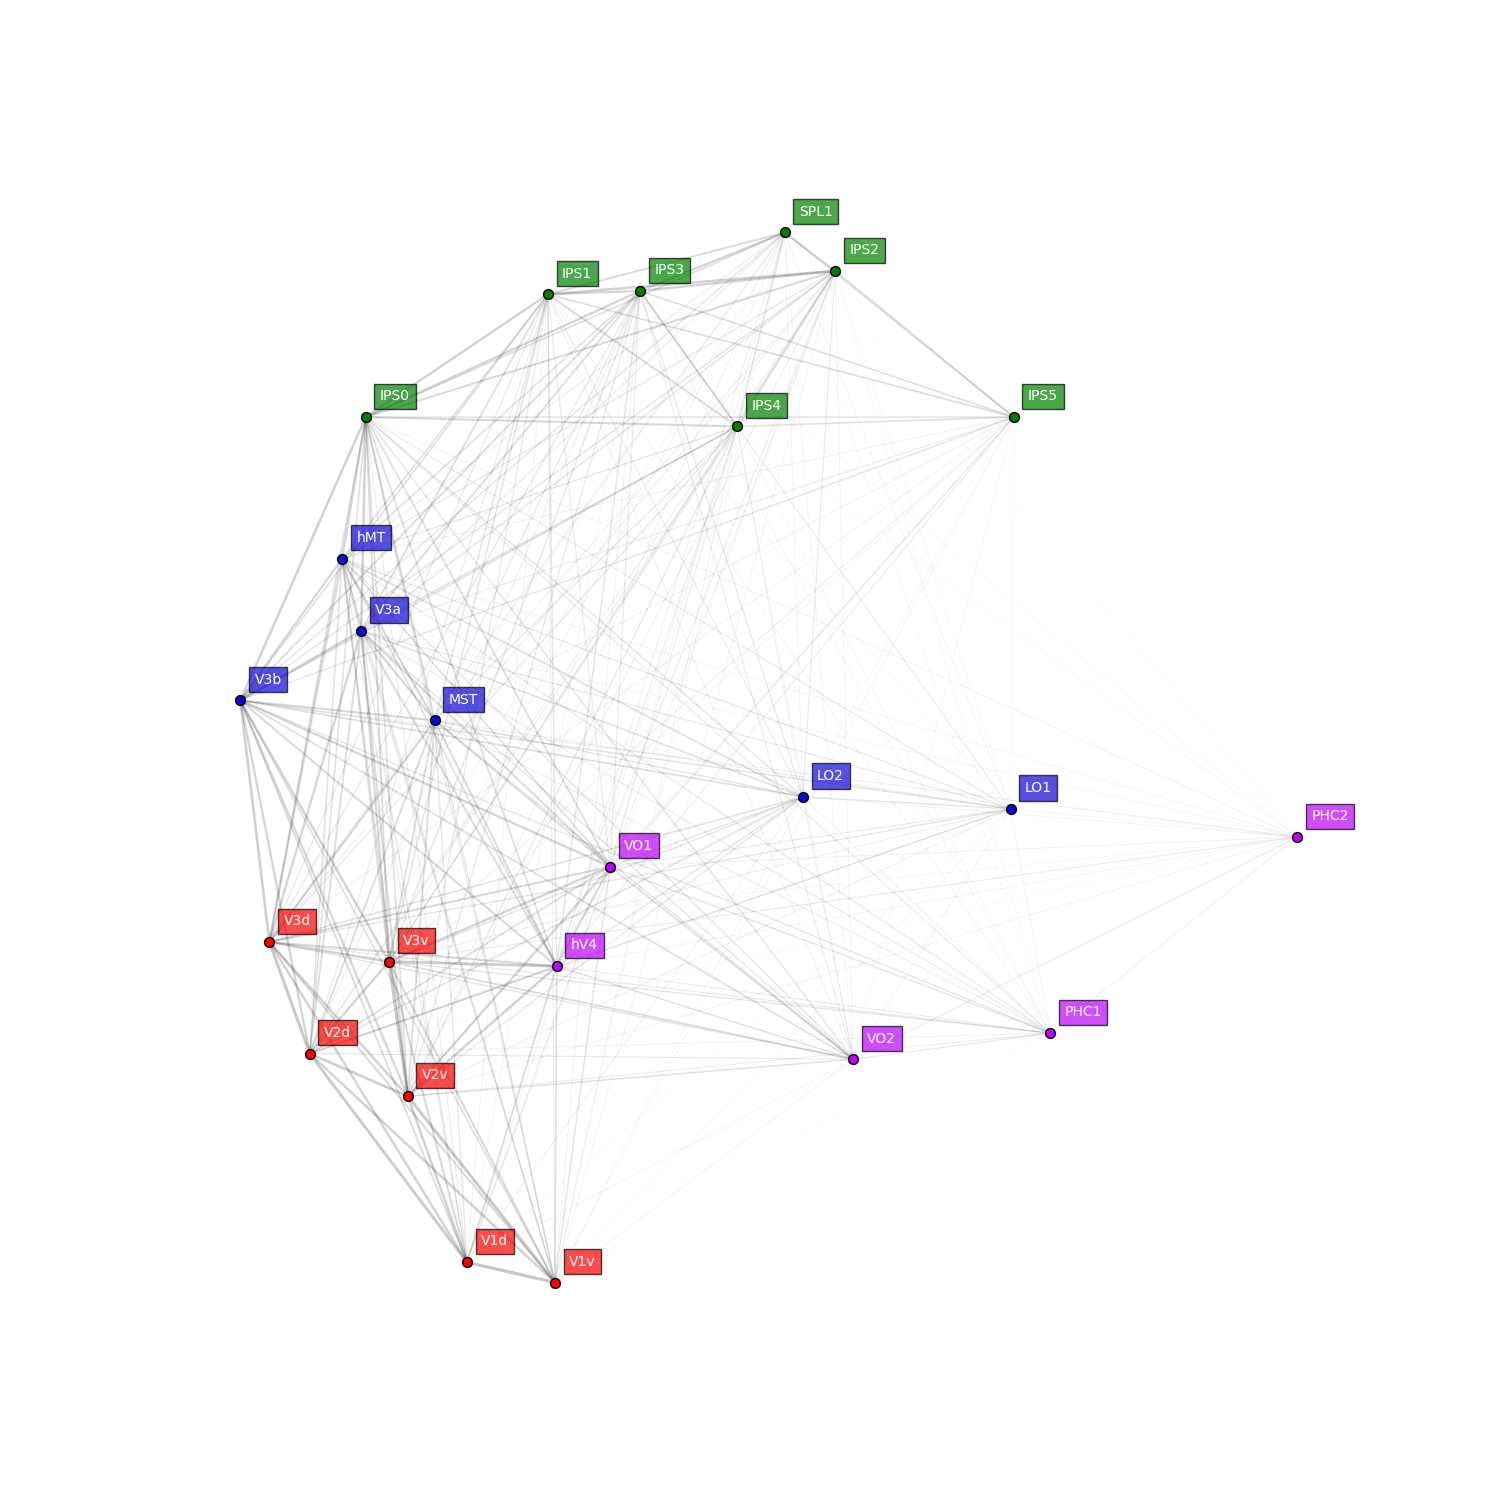 SPL1
IPS2
IPS3
IPS1
IPS0
IPS4
IPS5
hMT
V3a
V3b
MST
LO2
LO1
PHC2
VO1
V3d
V3v
hV4
PHC1
V2d
VO2
V2v
V1d
V1v